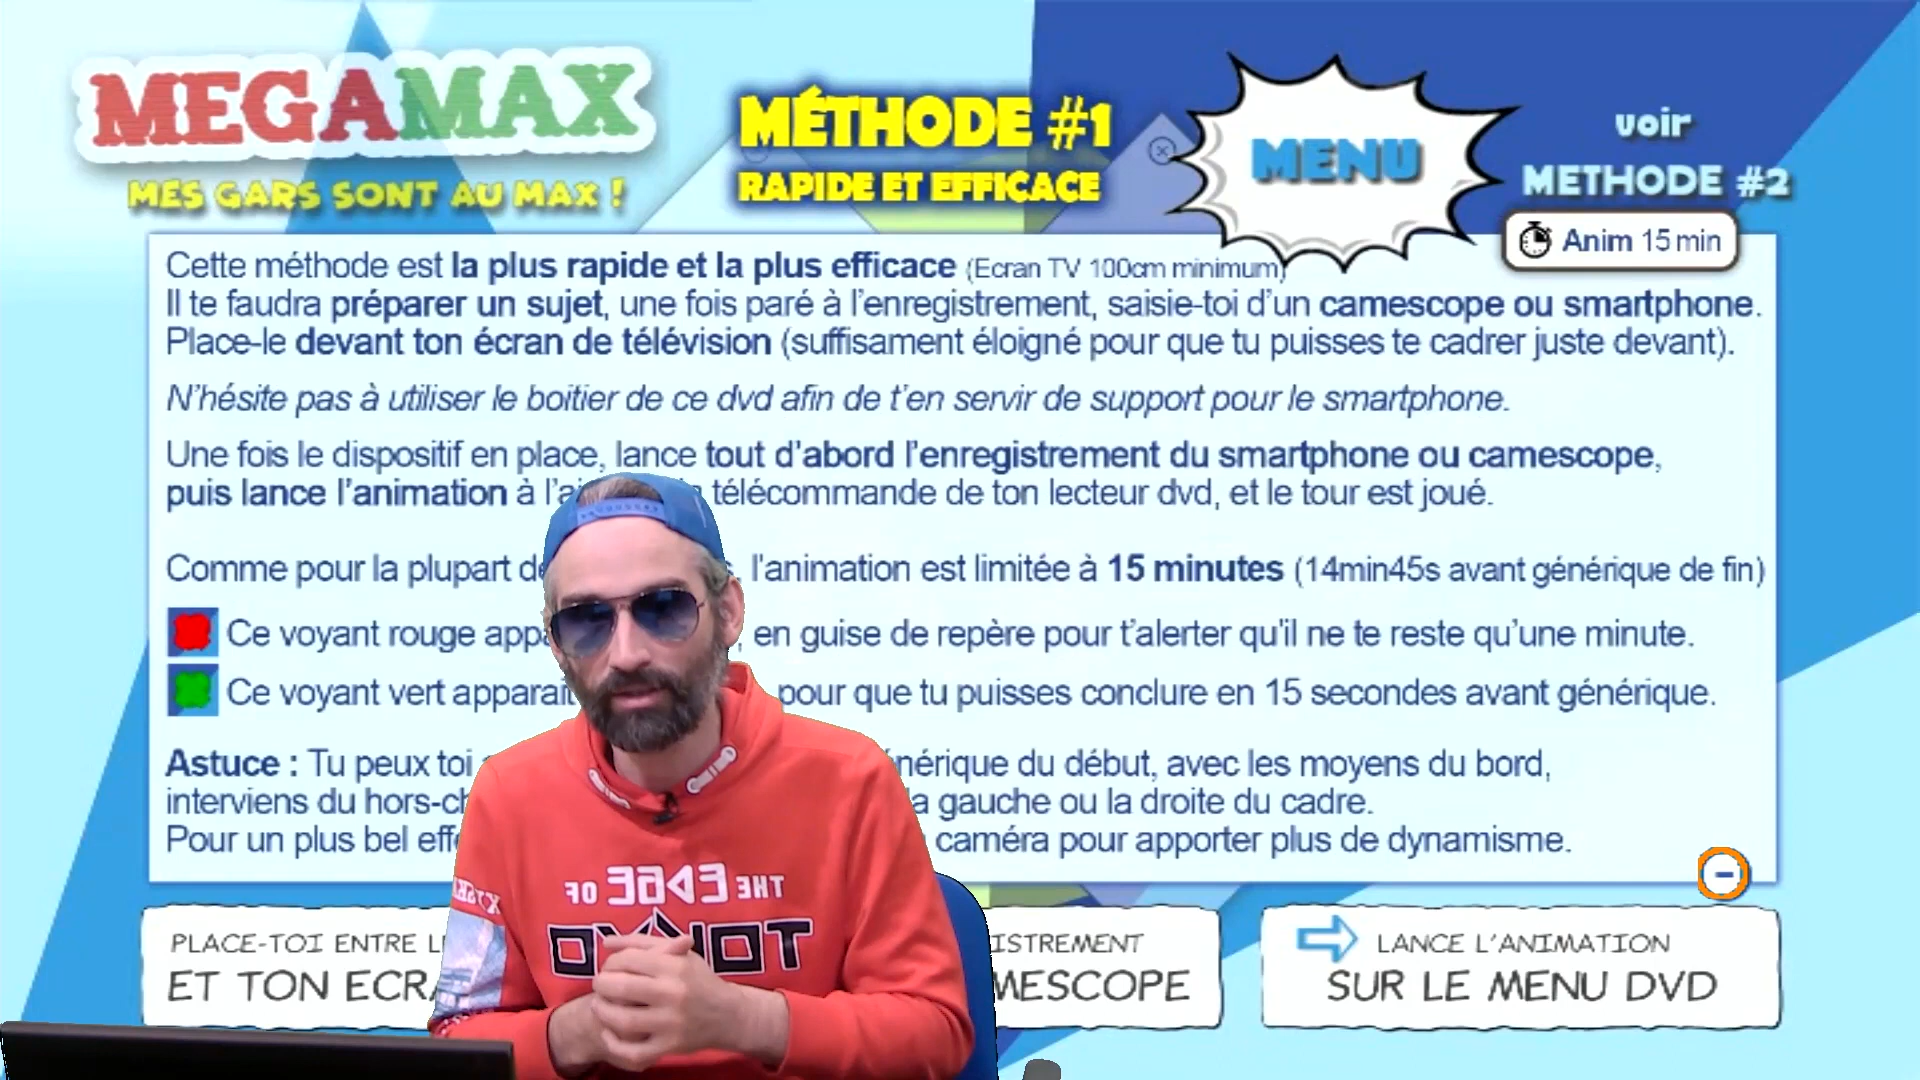 MEGAMAX
MES GARS SONT AU MAX !
MÉTHODE #1
RAPIDE ET EFFICACE
MENU
voir
METHODE #2
Anim 15 min
Cette méthode est la plus rapide et la plus efficace (Ecran TV 100cm minimum)
Il te faudra préparer un sujet, une fois paré à l'enregistrement, saisie-toi d'un camescope ou smartphone.
Place-le devant ton écran de télévision (suffisament éloigné pour que tu puisses te cadrer juste devant).
N'hésite pas à utiliser le boitier de ce dvd afin de t'en servir de support pour le smartphone.
Une fois le dispositif en place, lance tout d'abord l'enregistrement du smartphone ou camescope,
puis lance l'animation à télécommande de ton lecteur dvd, et le tour est joué.
Comme pour la plupart l'animation est limitée à 15 minutes (14min45s avant générique de fin)
Ce voyant rouge en guise de repère pour t'alerter qu'il ne te reste qu'une minute.
Ce voyant vert apparaît pour que tu puisses conclure en 15 secondes avant générique.
Astuce : Tu peux toi du début, avec les moyens du bord,
interviens du la gauche ou la droite du cadre.
Pour un plus bel caméra pour apporter plus de dynamisme.
THE EDGE OF
PLACE-TOI ENTRE
ET TON
LANCE L'ANIMATION
SUR LE MENU DVD